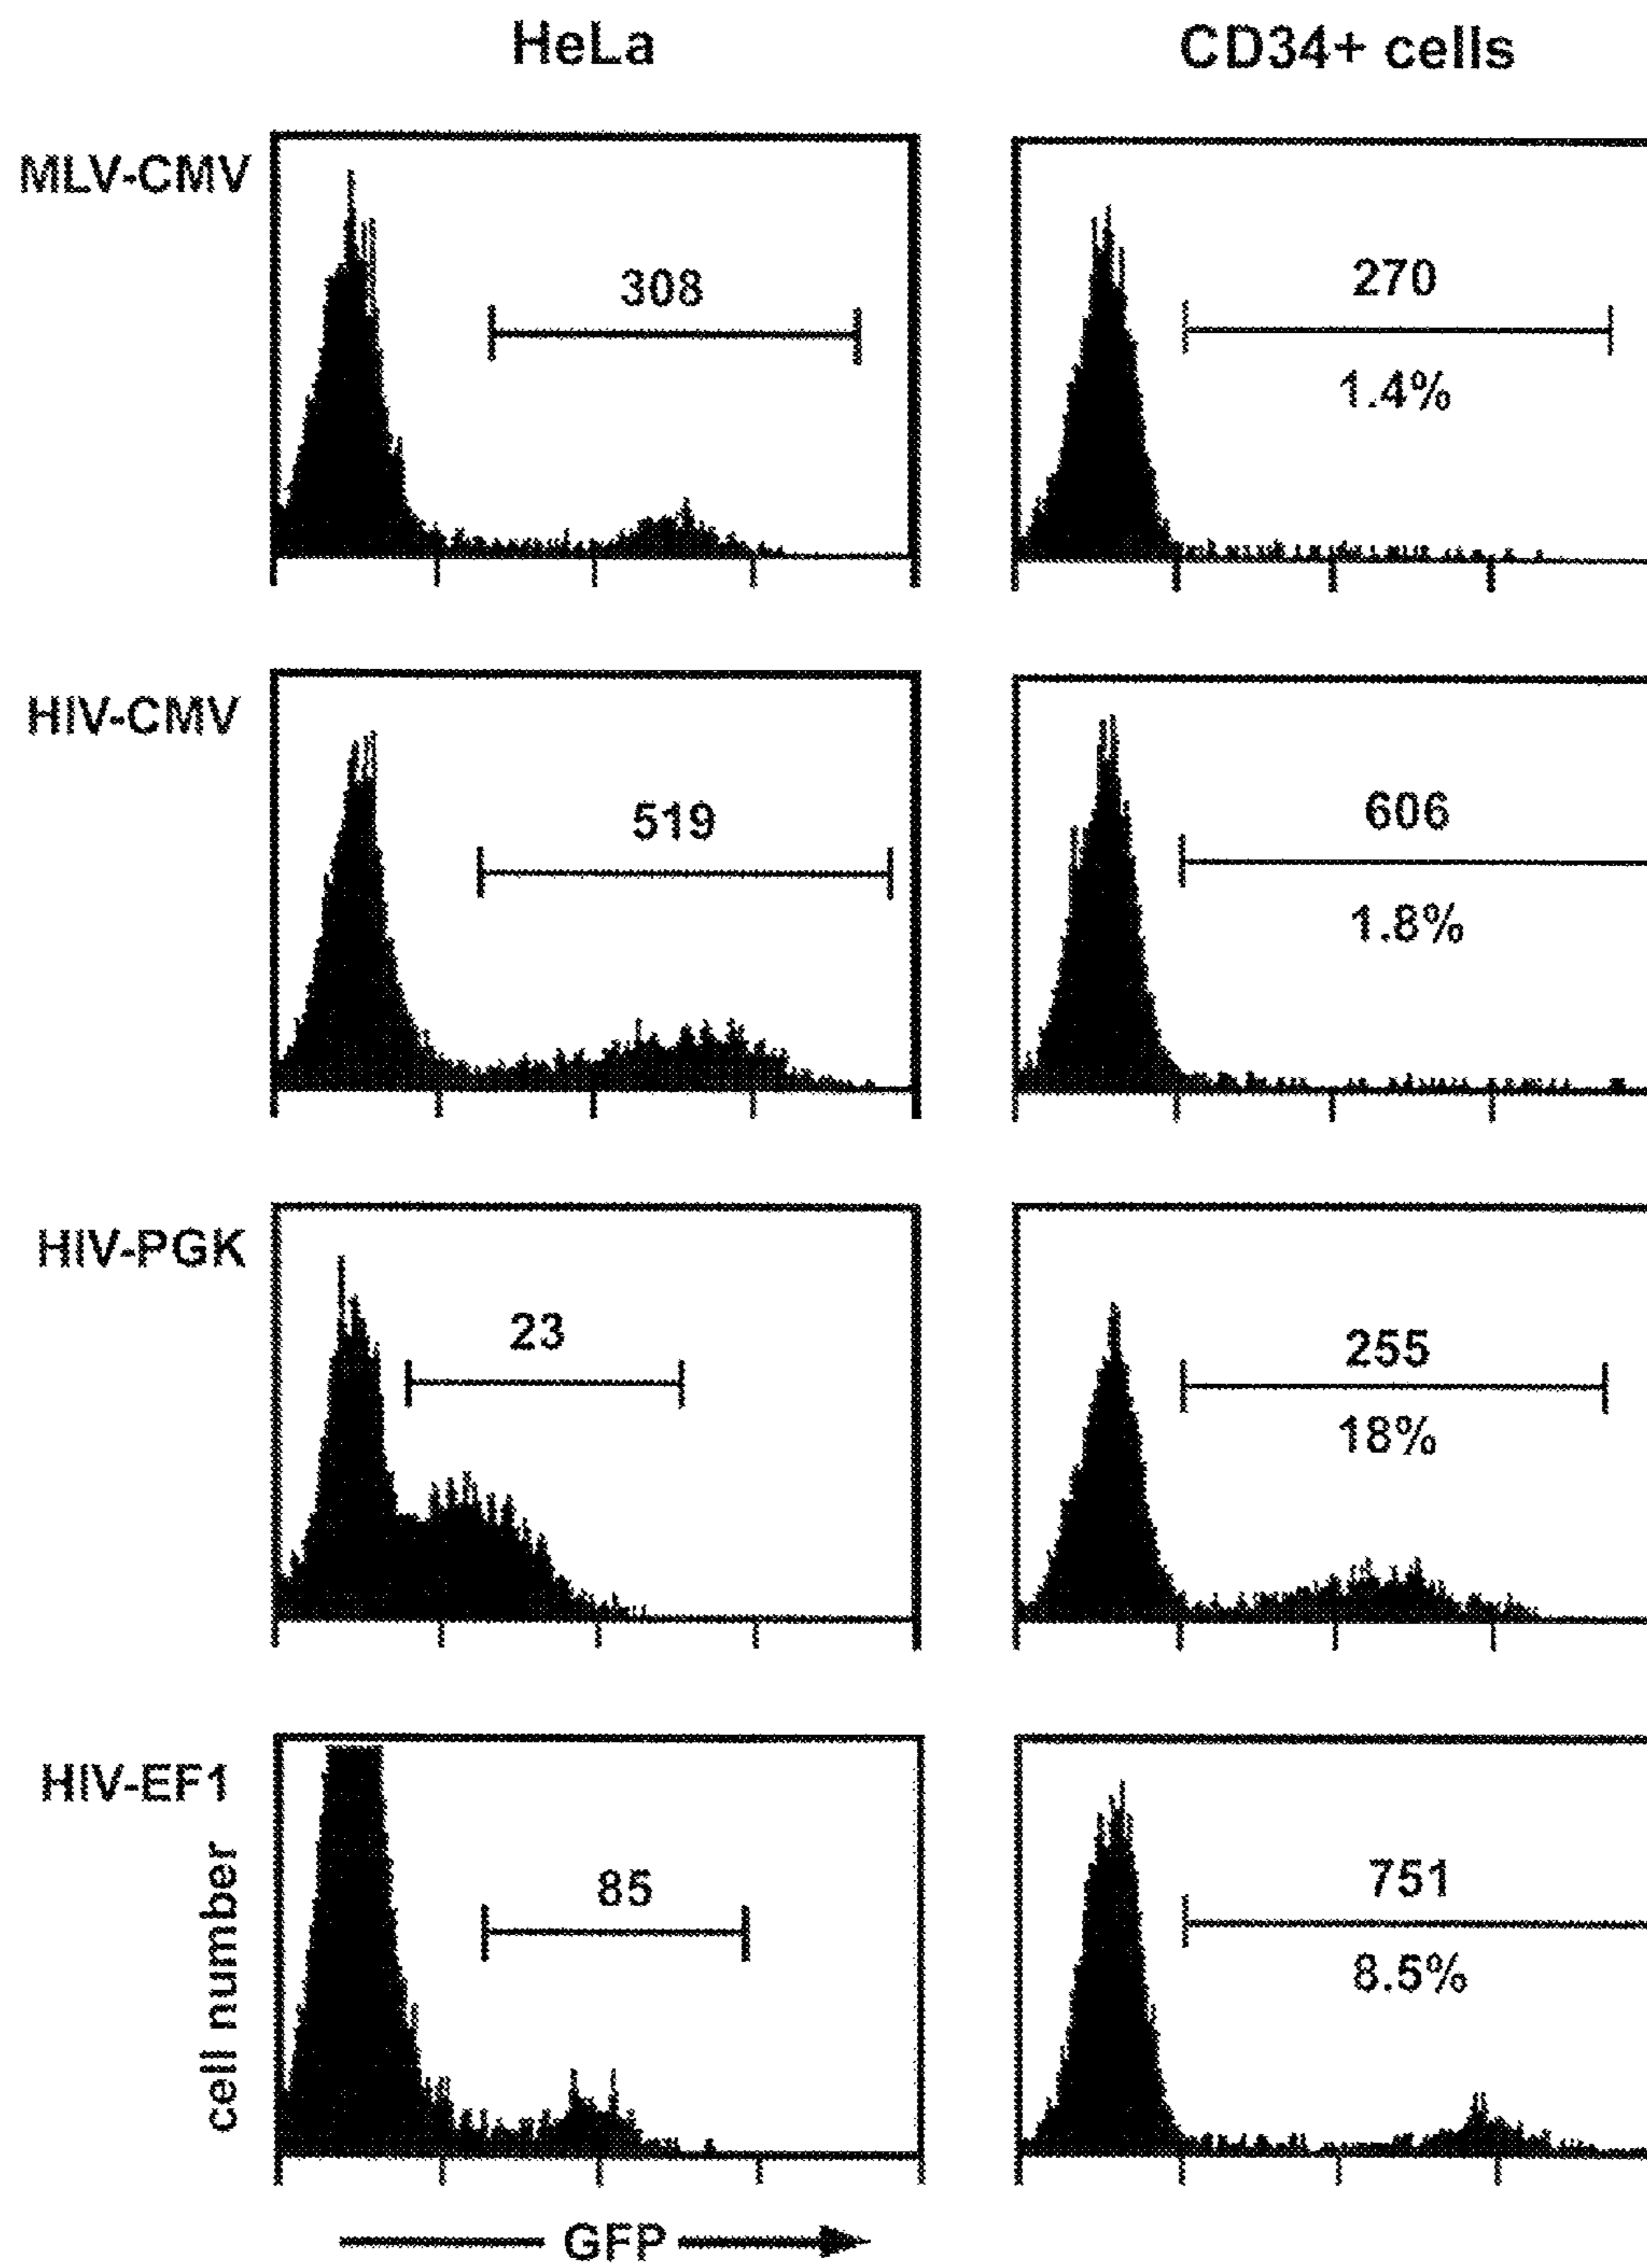 HeLa
CD34+ cells
MLV-CMV
308
270
1.4%
HIV-CMV
519
606
1.8%
HIV-PGK
23
255
18%
HIV-EF1
85
751
8.5%
cell number
GFP